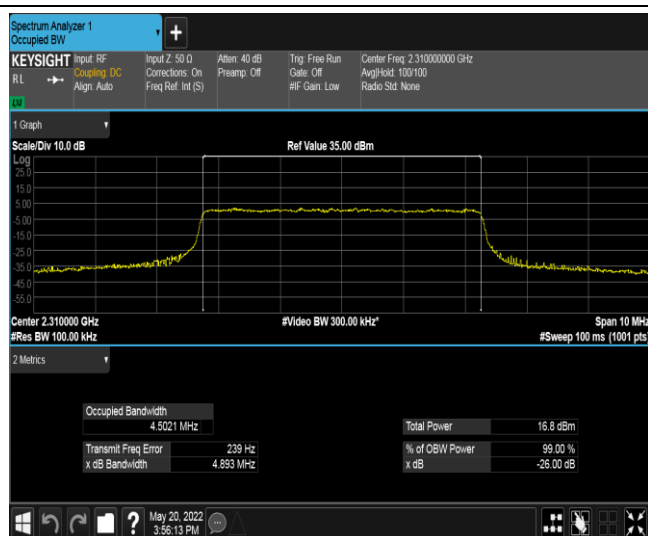 Spectrum Analyzer 1
Occupied BW
KEYSIGHT Input: RF Input Z: 50 Ω Atten: 40 dB Trig: Free Run Center Freq: 2.310000000 GHz
RL Coupling: DC Corrections: On Preamp: Off Gate: Off Avg|Hold: 100/100
Align: Auto Freq Ref: Int (S) #IF Gain: Low Radio Std: None
1 Graph
Scale/Div 10.0 dB Ref Value 35.00 dBm
Log
25.0
15.0
5.00
-5.00
-15.0
-25.0
-35.0
-45.0
-55.0
Center 2.310000 GHz #Video BW 300.00 kHz* Span 10 MHz
#Res BW 100.00 kHz #Sweep 100 ms (1001 pts)
2 Metrics
Occupied Bandwidth
4.5021 MHz Total Power 16.8 dBm
Transmit Freq Error 239 Hz % of OBW Power 99.00 %
x dB Bandwidth 4.893 MHz x dB -26.00 dB
May 20, 2022
3:56:13 PM